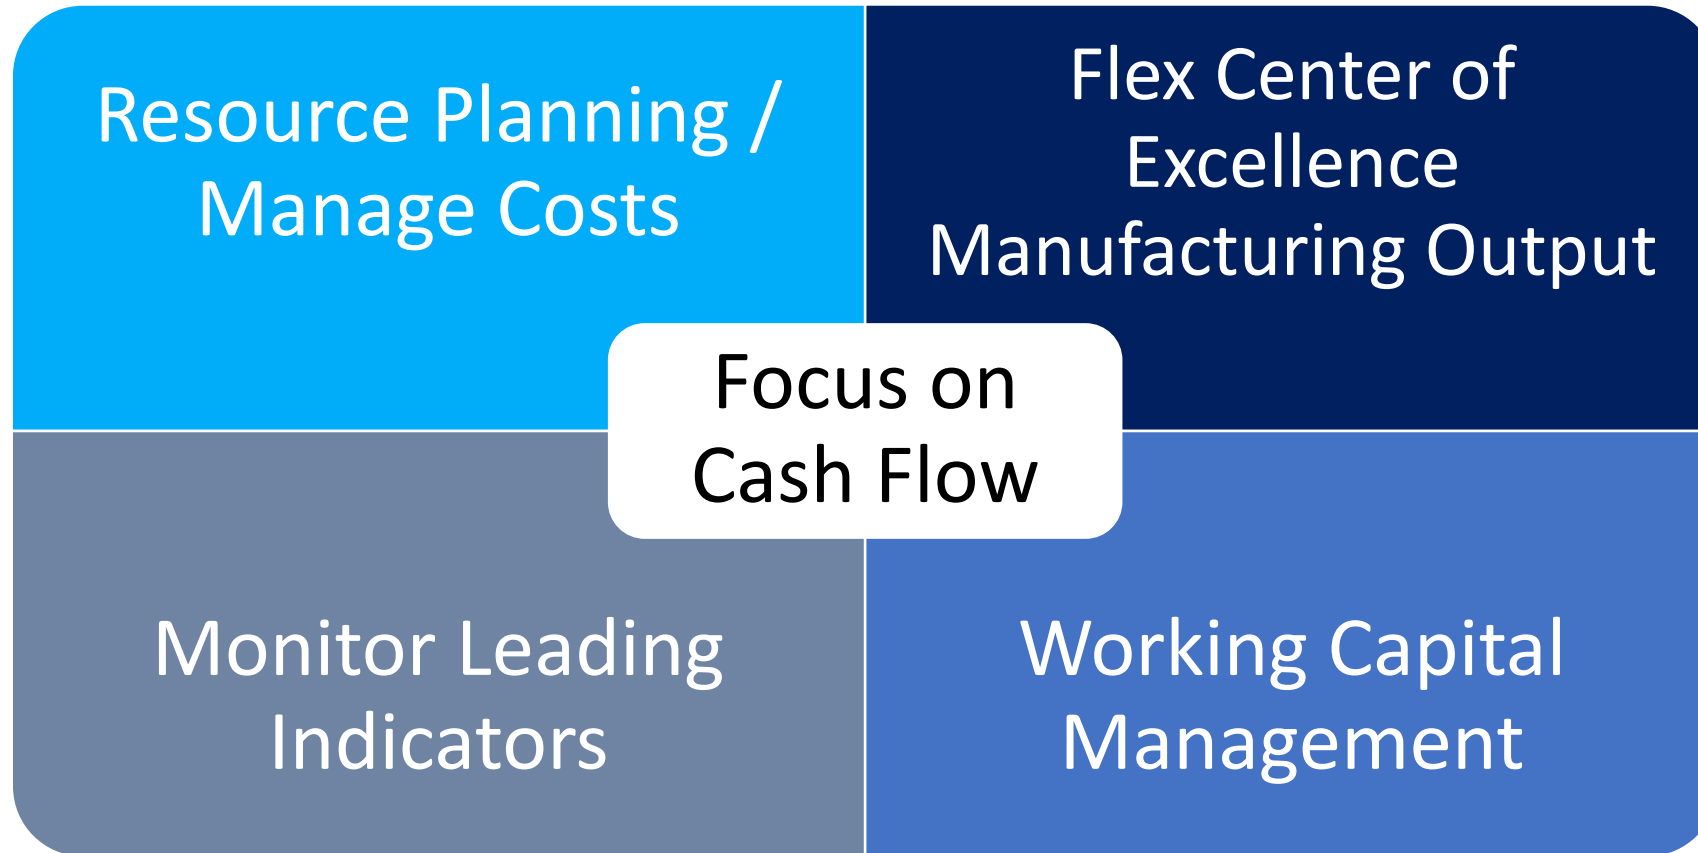 Resource Planning /
Manage Costs
Flex Center of
Excellence
Manufacturing Output
Focus on
Cash Flow
Monitor Leading
Indicators
Working Capital
Management